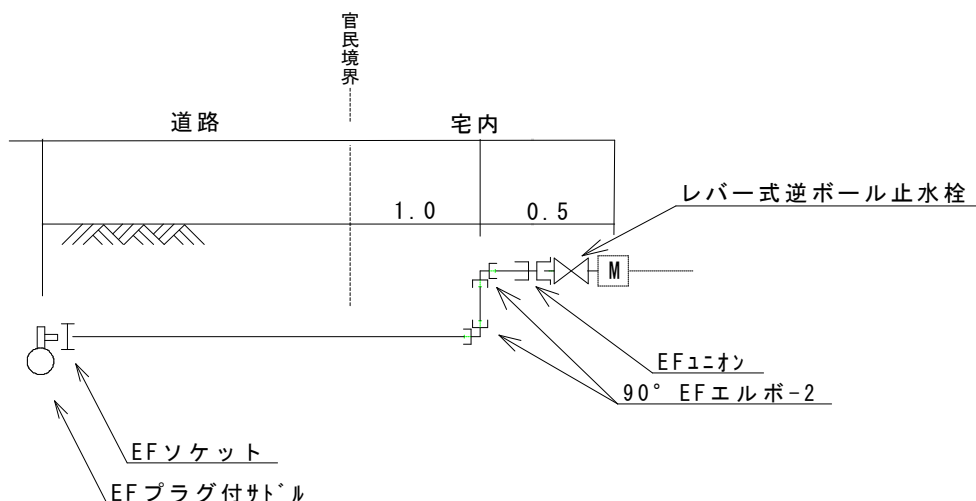 官民境界
道路
宅内
1.0
0.5
レバー式逆ボール止水栓
M
EFユニオン
90° EFエルボ-2
EFソケット
EFプラグ付サドル